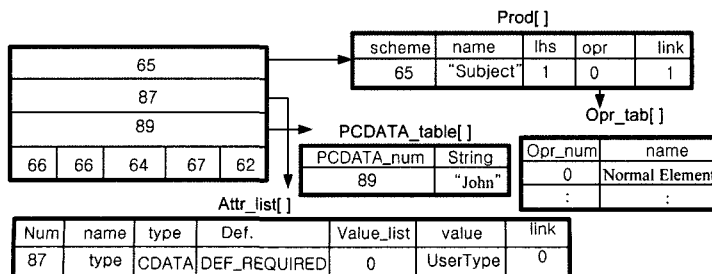 Prod[ ]
scheme name lhs opr link
65 "Subject" 1 0 1
65
87
89
66 66 64 67 62
PCDATA_table[ ]
PCDATA_num String
89 "John"
Opr_tab[ ]
Opr_num name
0 Normal Element
: :
Attr_list[ ]
Num name type Def. Value_list value link
87 type CDATA DEF_REQUIRED 0 UserType 0